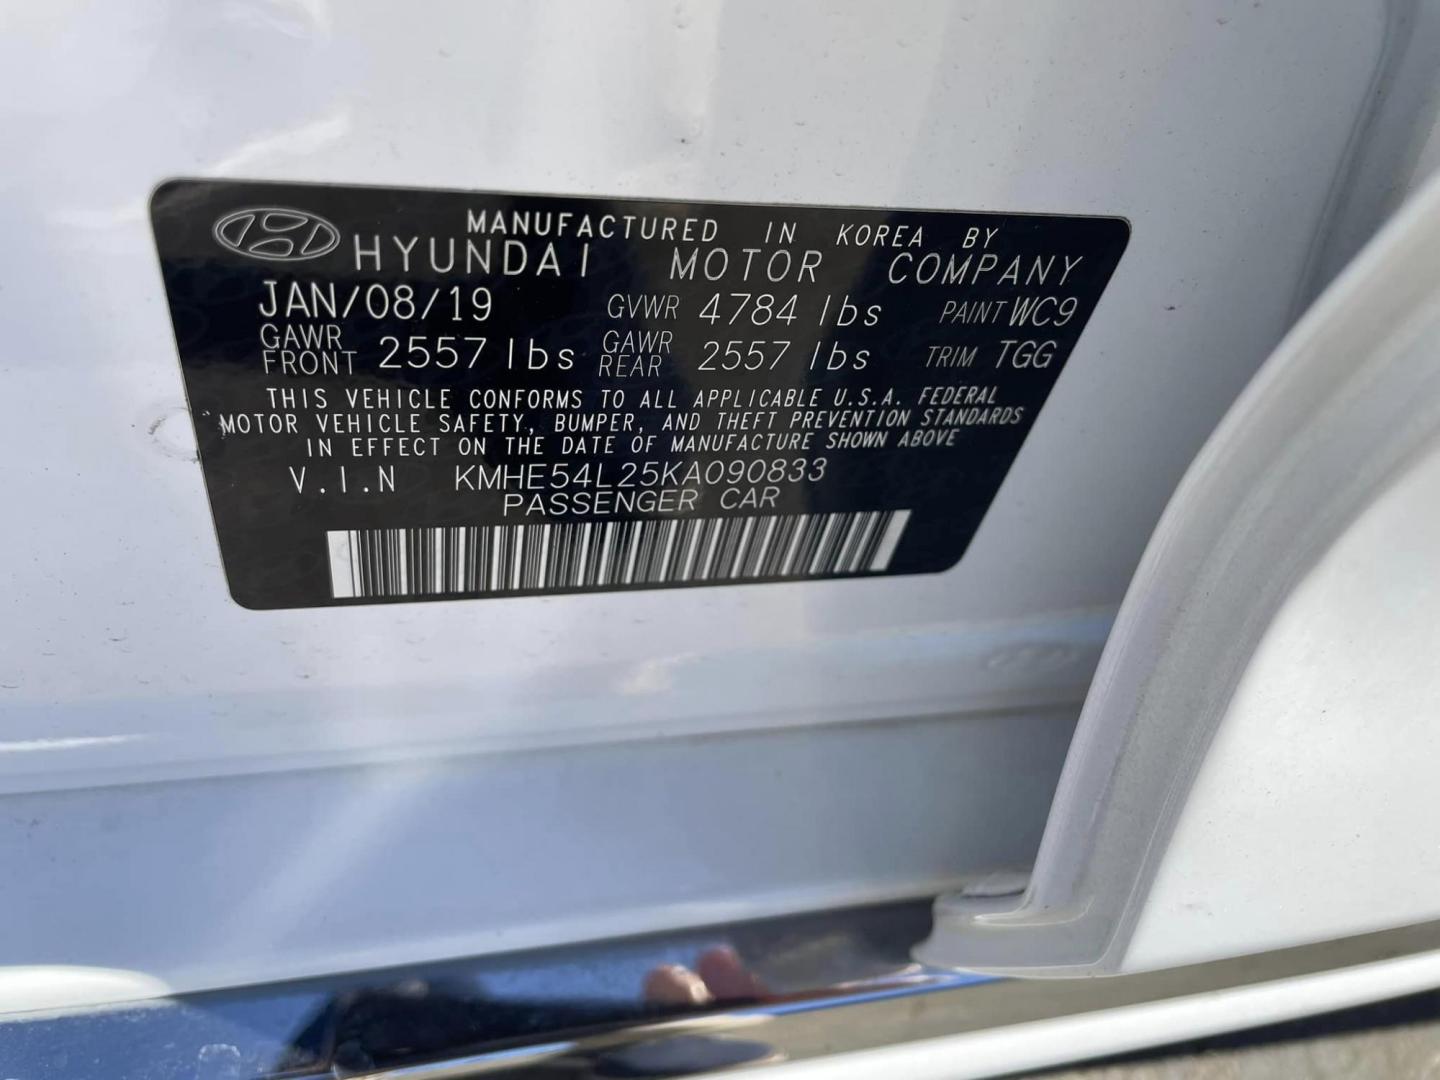 MANUFACTURED IN KOREA BY
HYUNDAI MOTOR COMPANY
JAN/08/19 GVWR 4784 lbs PAINT WC9
GAWR FRONT 2557 lbs GAWR REAR 2557 lbs TRIM TGG
THIS VEHICLE CONFORMS TO ALL APPLICABLE U.S.A. FEDERAL
MOTOR VEHICLE SAFETY, BUMPER, AND THEFT PREVENTION STANDARDS
IN EFFECT ON THE DATE OF MANUFACTURE SHOWN ABOVE
V.I.N KMHE54L25KA090833
PASSENGER CAR